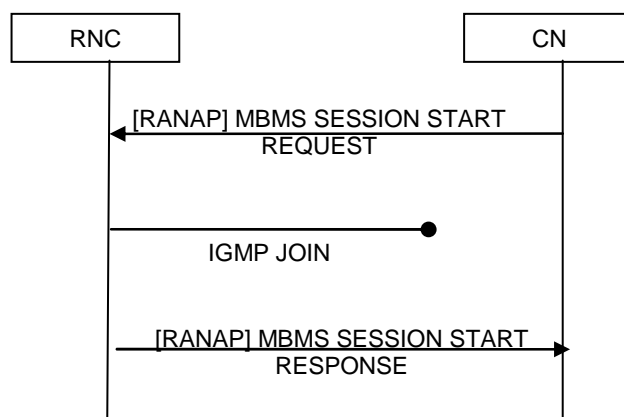 RNC
CN
[RANAP] MBMS SESSION START
REQUEST
IGMP JOIN
[RANAP] MBMS SESSION START
RESPONSE